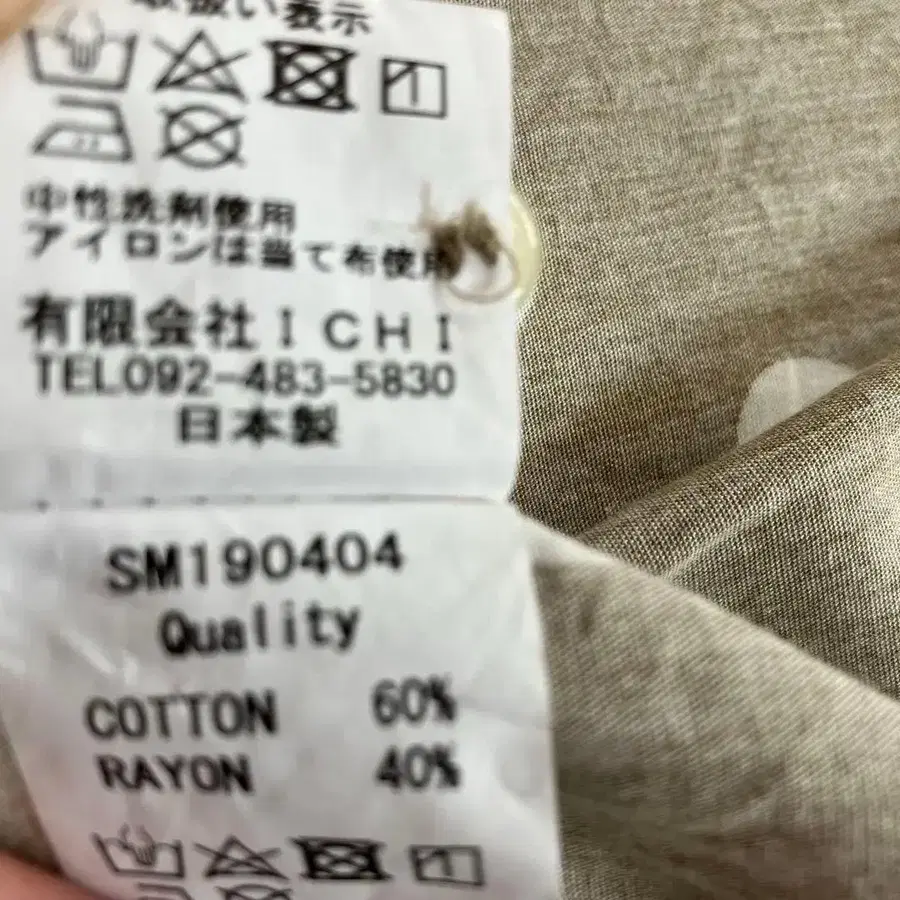 取扱い表示
中性洗剤使用
アイロンは当て布使用
有限会社ICHI
TEL092-483-5830
日本製
SM190404
Quality
COTTON 60%
RAYON 40%